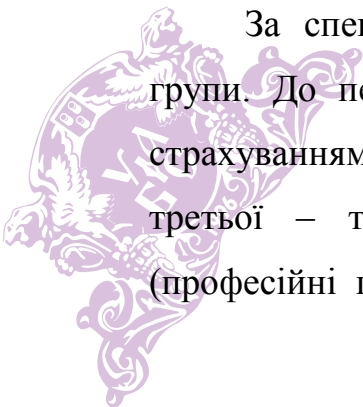 За спе
групи. До пе
страхуванням
третьої – т
(професійні п